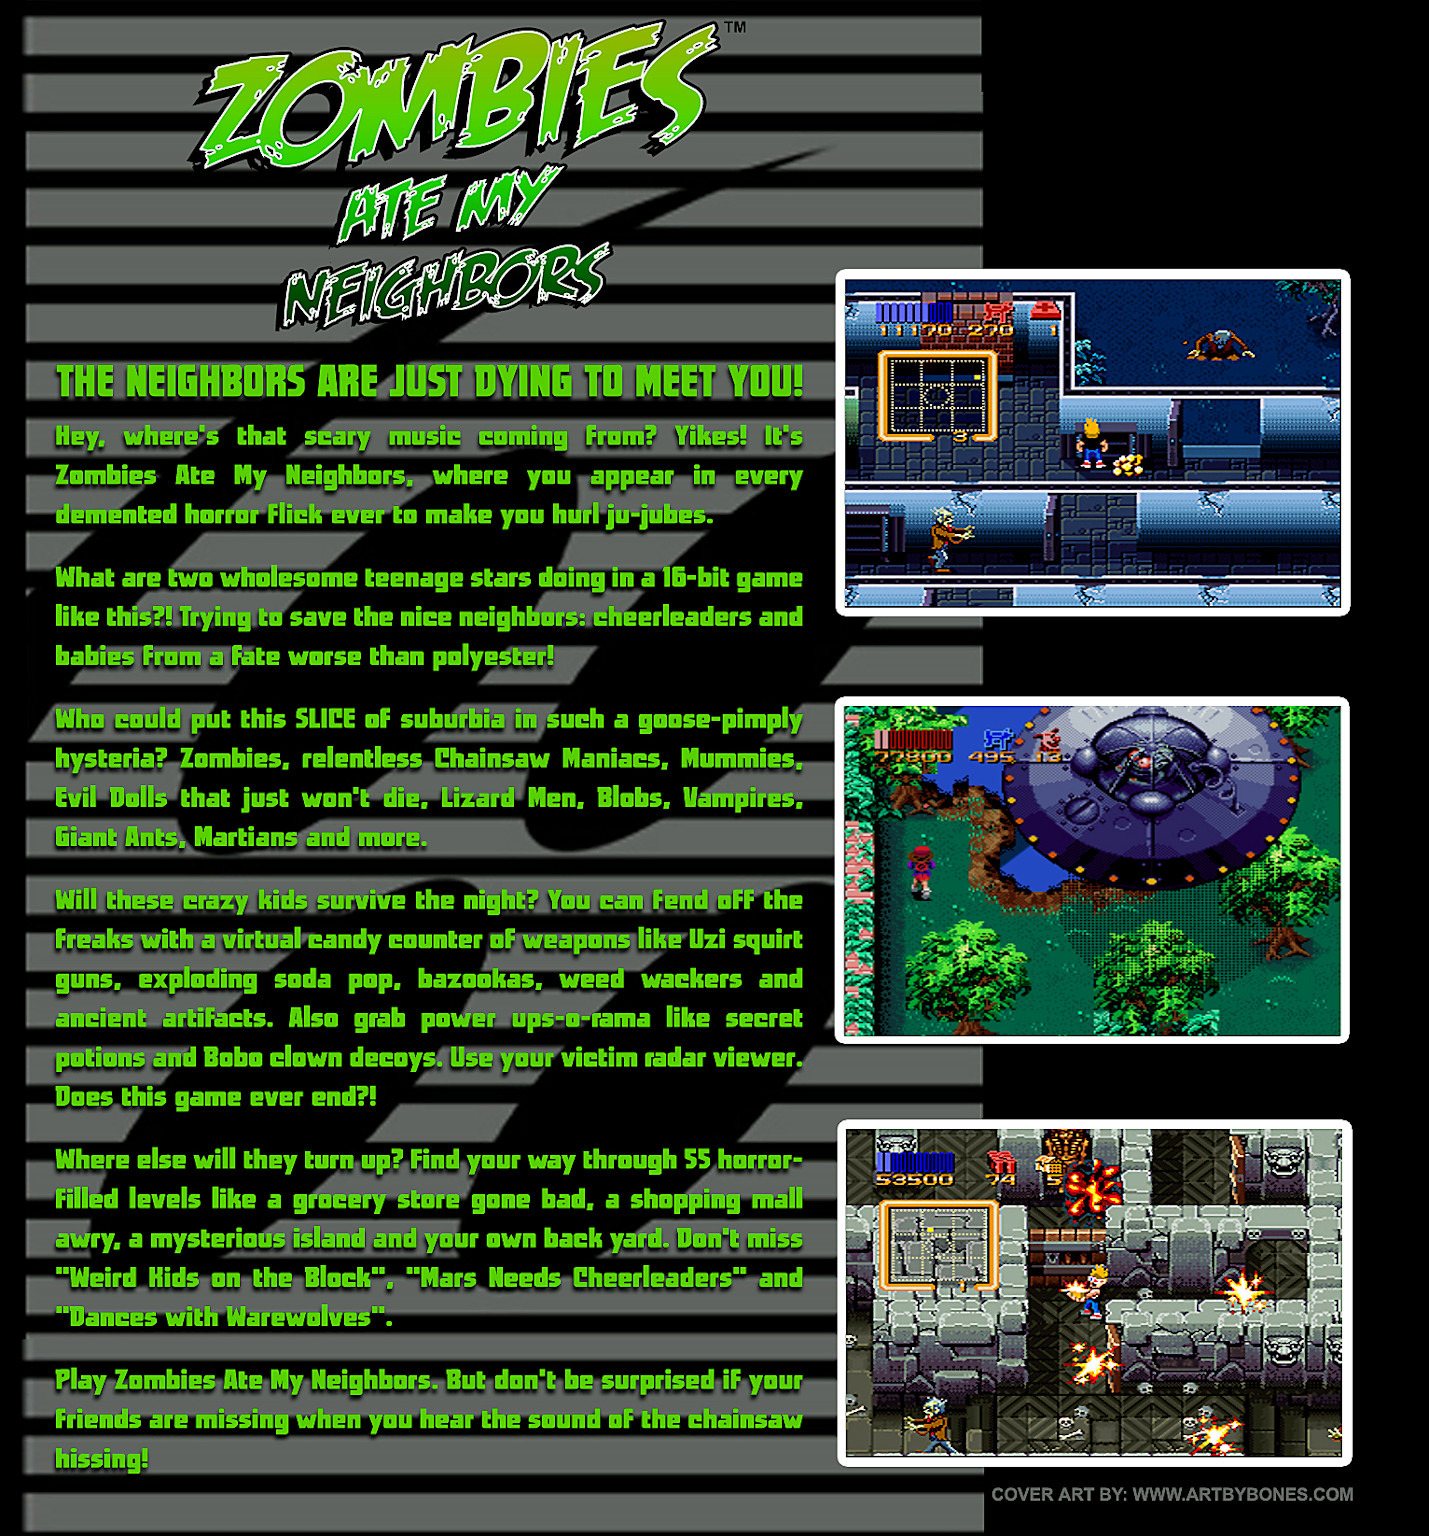 ZOMBIES™
ATE MY
NEIGHBORS
THE NEIGHBORS ARE JUST DYING TO MEET YOU!
Hey, where's that scary music coming from? Yikes! It's
Zombies Ate My Neighbors, where you appear in every
demented horror flick ever to make you hurl ju-jubes.
What are two wholesome teenage stars doing in a 16-bit game
like this?! Trying to save the nice neighbors: cheerleaders and
babies from a fate worse than polyester!
Who could put this SLICE of suburbia in such a goose-pimply
hysteria? Zombies, relentless Chainsaw Maniacs, Mummies,
Evil Dolls that just won't die, Lizard Men, Blobs, Vampires,
Giant Ants, Martians and more.
Will these crazy kids survive the night? You can fend off the
freaks with a virtual candy counter of weapons like Uzi squirt
guns, exploding soda pop, bazookas, weed wackers and
ancient artifacts. Also grab power ups-o-rama like secret
potions and Bobo clown decoys. Use your victim radar viewer.
Does this game ever end?!
Where else will they turn up? Find your way through 55 horror-
filled levels like a grocery store gone bad, a shopping mall
awry, a mysterious island and your own back yard. Don't miss
"Weird Kids on the Block", "Mars Needs Cheerleaders" and
"Dances with Warewolves".
Play Zombies Ate My Neighbors. But don't be surprised if your
friends are missing when you hear the sound of the chainsaw
hissing!
11170 270 1
3
77800 495 13
53500 74 5
1
COVER ART BY: WWW.ARTBYBONES.COM